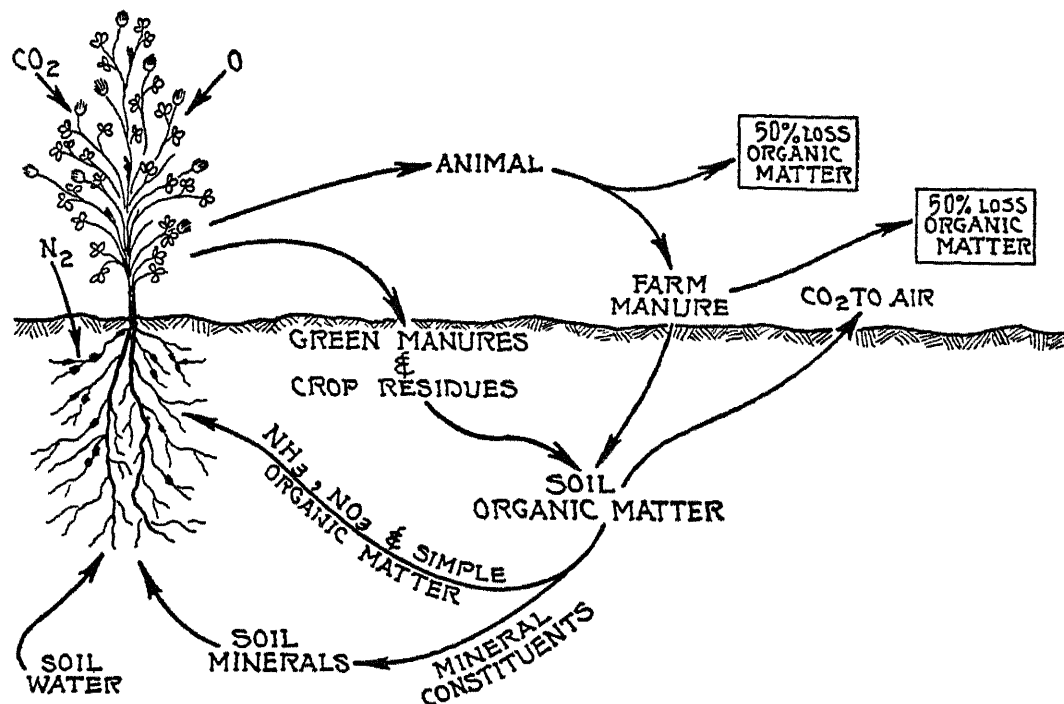 CO₂
O
ANIMAL
50% LOSS
ORGANIC
MATTER
50% LOSS
ORGANIC
MATTER
N₂
FARM
MANURE
CO₂ TO AIR
GREEN MANURES
&
CROP RESIDUES
NH₃, NO₃ & SIMPLE
ORGANIC MATTER
SOIL
ORGANIC MATTER
MINERAL
CONSTITUENTS
SOIL
MINERALS
SOIL
WATER